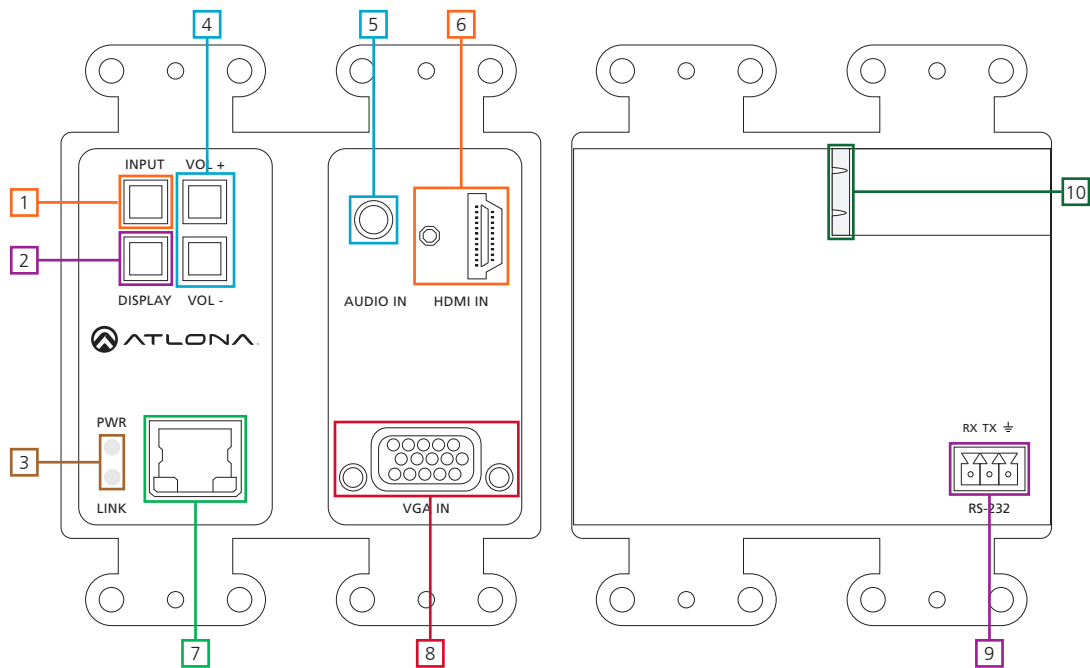 4 5 6
INPUT VOL +
1
10
2
DISPLAY VOL -
AUDIO IN HDMI IN
ATLONA
PWR
RX TX
3
LINK
VGA IN
RS-232
7 8 9